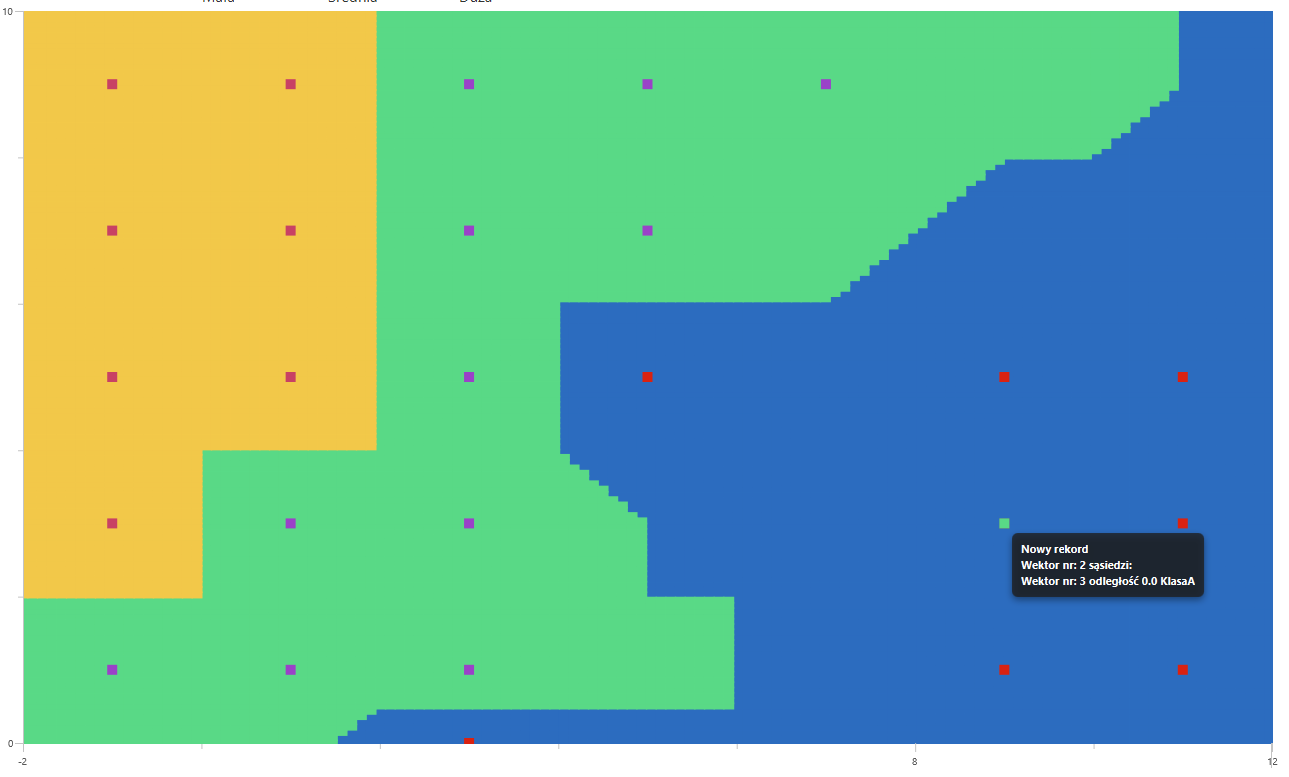 10
Nowy rekord
Wektor nr: 2 sąsiedzi:
Wektor nr: 3 odległość 0.0 KlasaA
0
-2 8 12